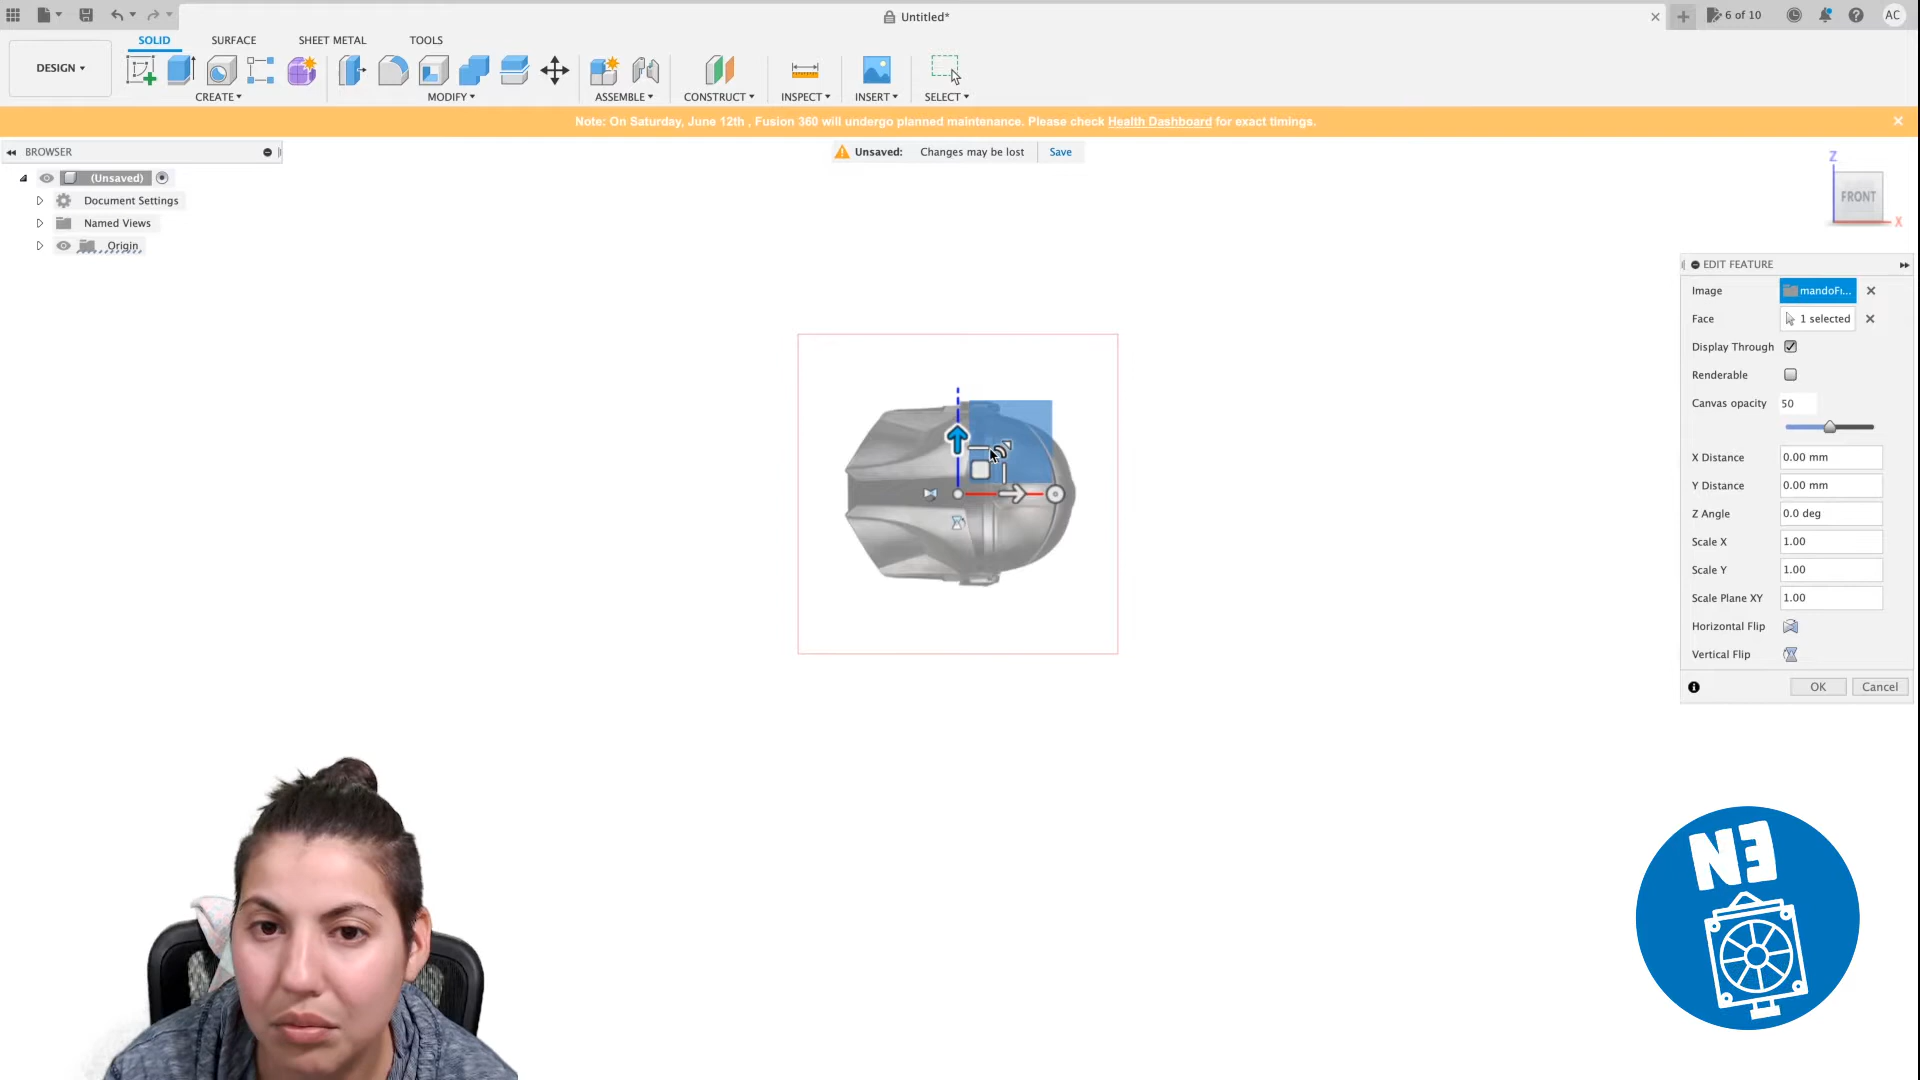 Untitled*
6 of 10
AC
DESIGN
SOLID
SURFACE
SHEET METAL
TOOLS
CREATE
MODIFY
ASSEMBLE
CONSTRUCT
INSPECT
INSERT
SELECT
Note: On Saturday, June 12th , Fusion 360 will undergo planned maintenance. Please check Health Dashboard for exact timings.
BROWSER
Unsaved: Changes may be lost Save
(Unsaved)
Document Settings
Named Views
Origin
Z
FRONT
X
EDIT FEATURE
Image
Face 1 selected
Display Through
Renderable
Canvas opacity 50
X Distance 0.00 mm
Y Distance 0.00 mm
Z Angle 0.0 deg
Scale X 1.00
Scale Y 1.00
Scale Plane XY 1.00
Horizontal Flip
Vertical Flip
OK Cancel
N3